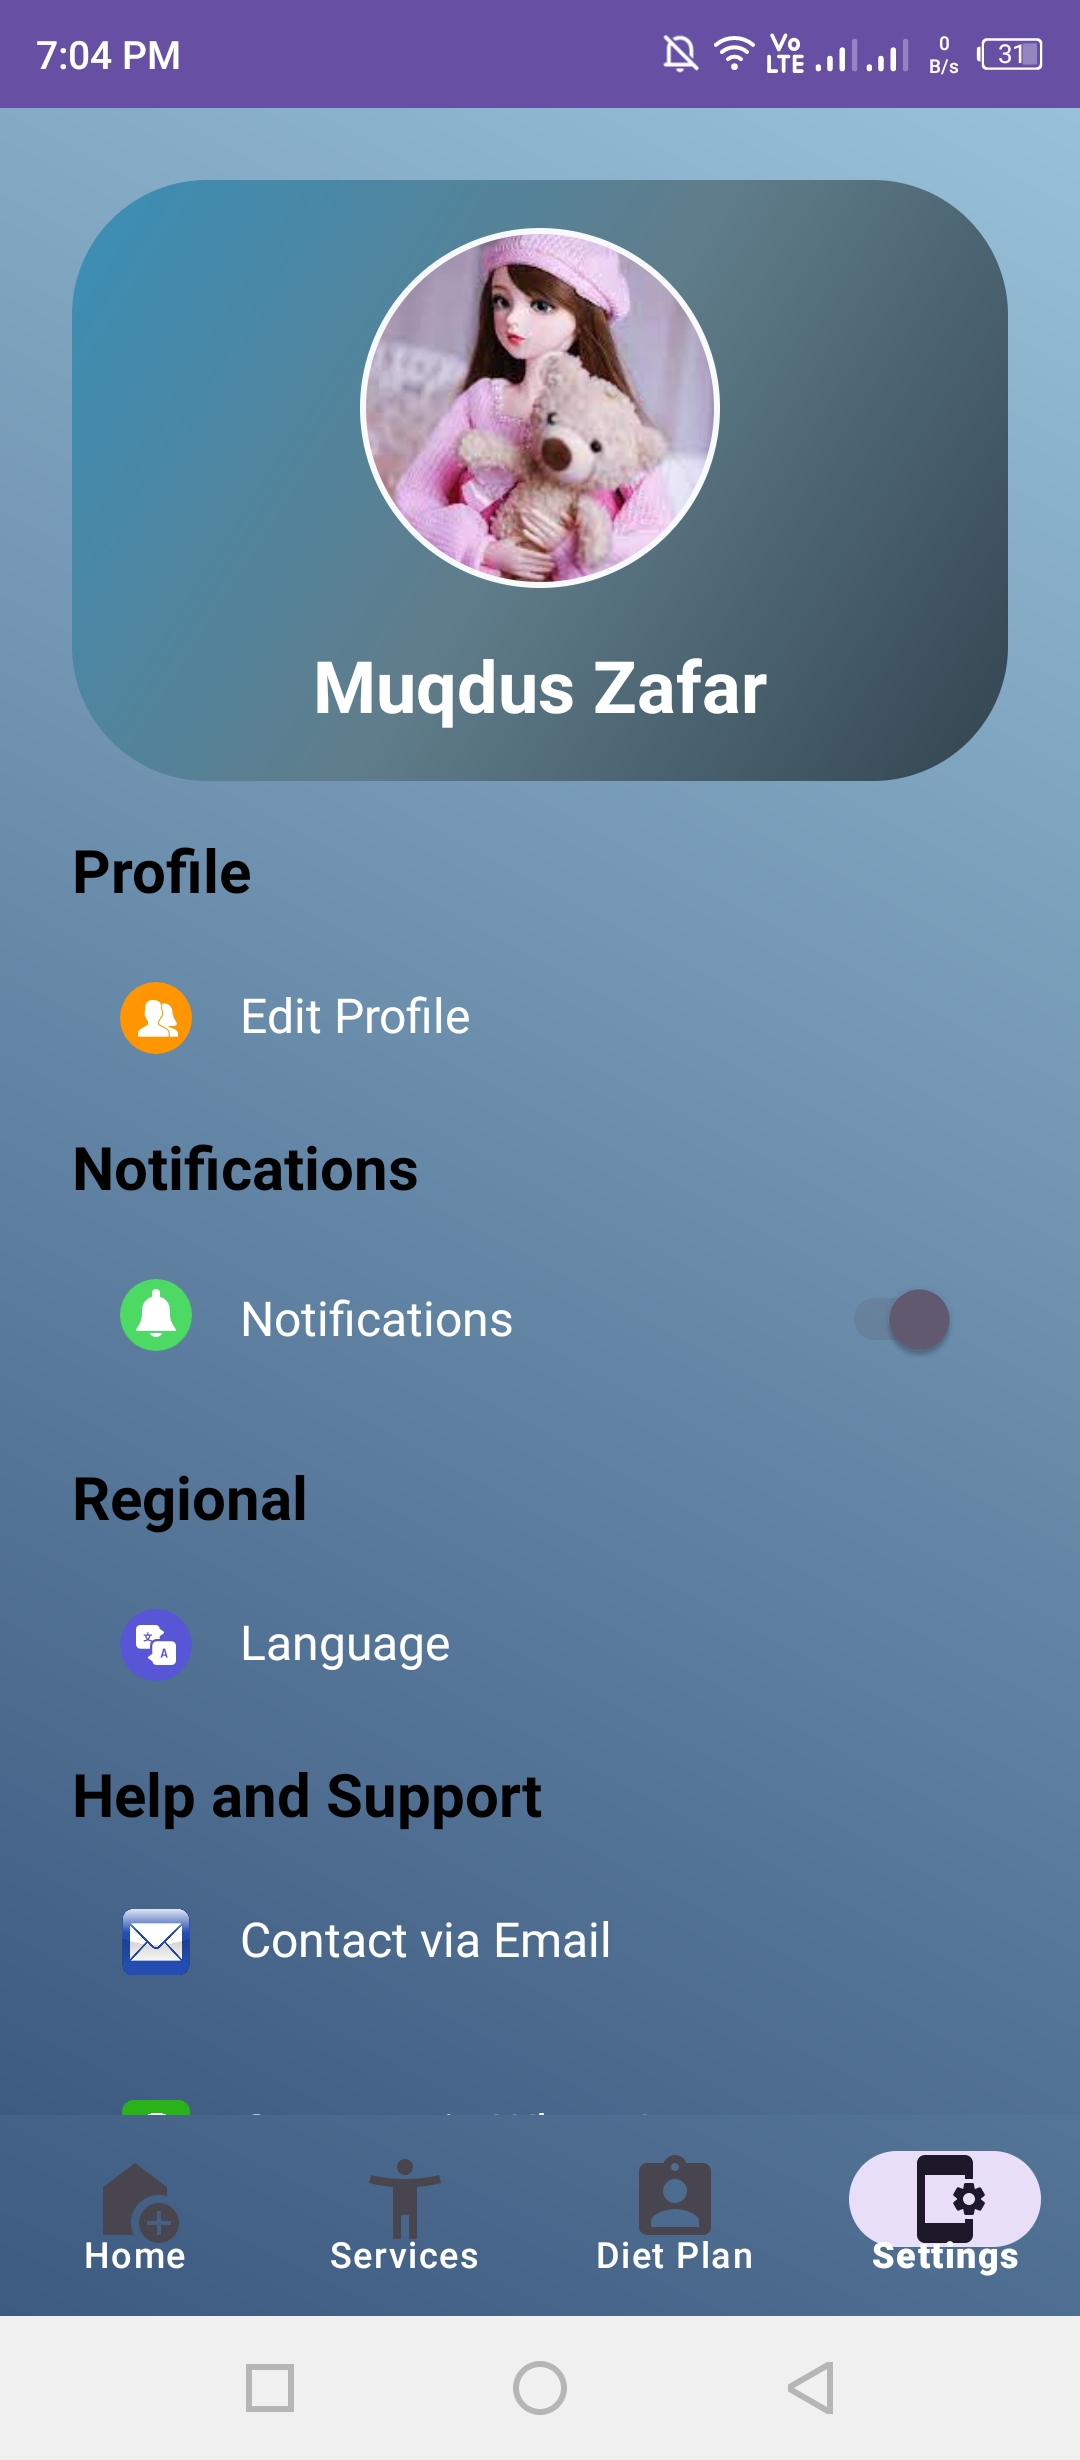 7:04 PM
Vo
LTE
0
B/s
31
Muqdus Zafar
Profile
Edit Profile
Notifications
Notifications
Regional
Language
Help and Support
Contact via Email
Home
Services
Diet Plan
Settings